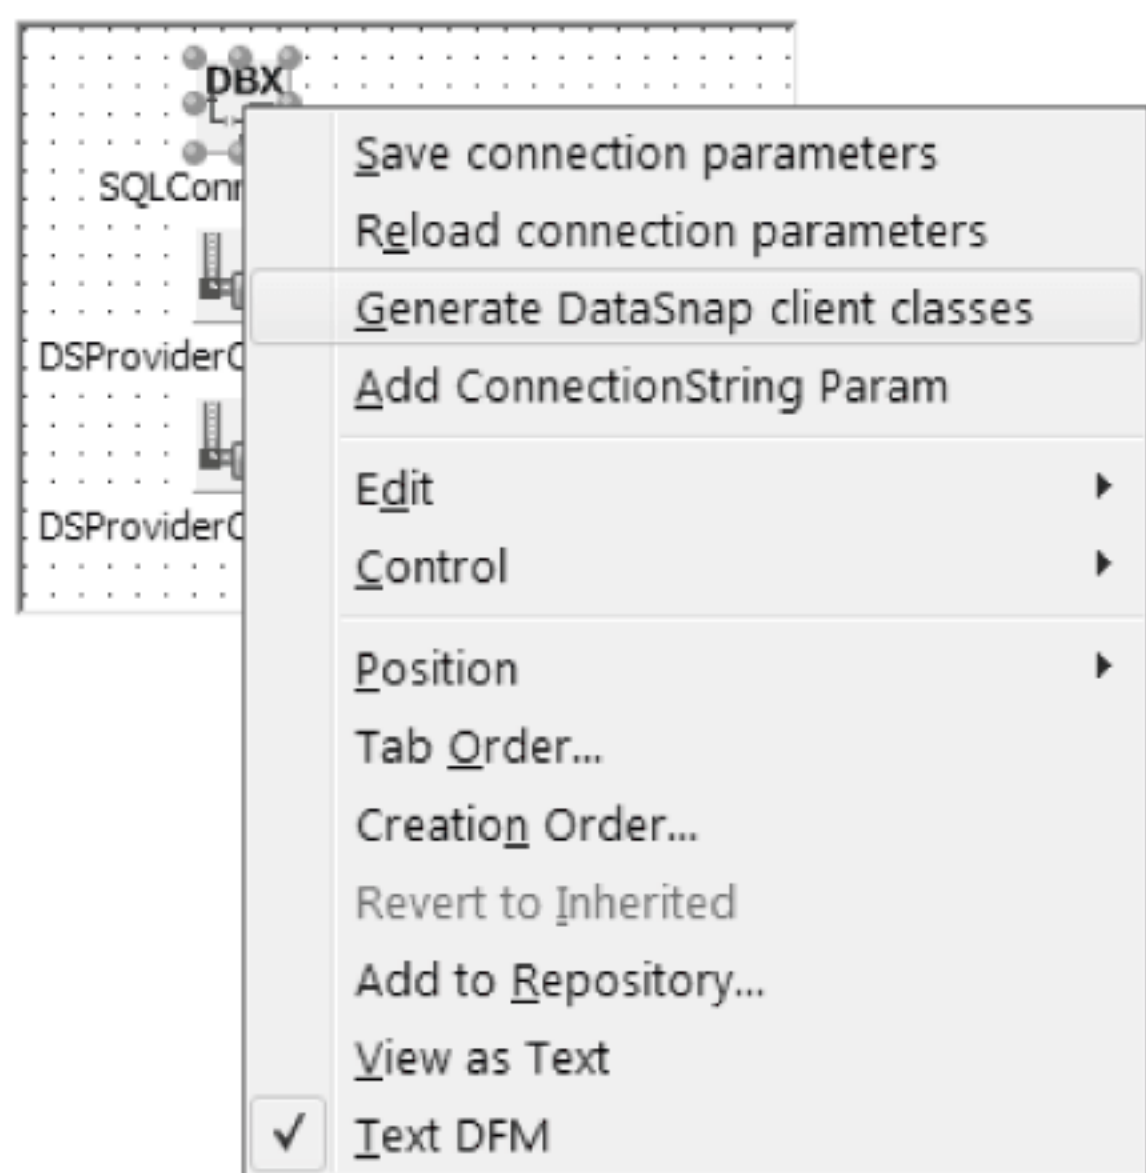 DBX
SQLConn
DSProviderC
DSProviderC
Save connection parameters
Reload connection parameters
Generate DataSnap client classes
Add ConnectionString Param
Edit
Control
Position
Tab Order...
Creation Order...
Revert to Inherited
Add to Repository...
View as Text
Text DFM